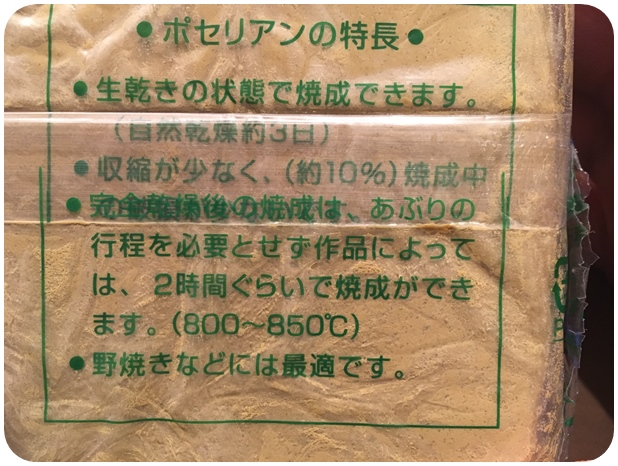 ●ポセリアンの特長●
●生乾きの状態で焼成できます。
(自然乾燥約3日)
●収縮が少なく、(約10%)焼成中
●完全乾燥後の焼成は、あぶりの
行程を必要とせず作品によって
は、2時間ぐらいで焼成ができ
ます。(800〜850℃)
●野焼きなどには最適です。